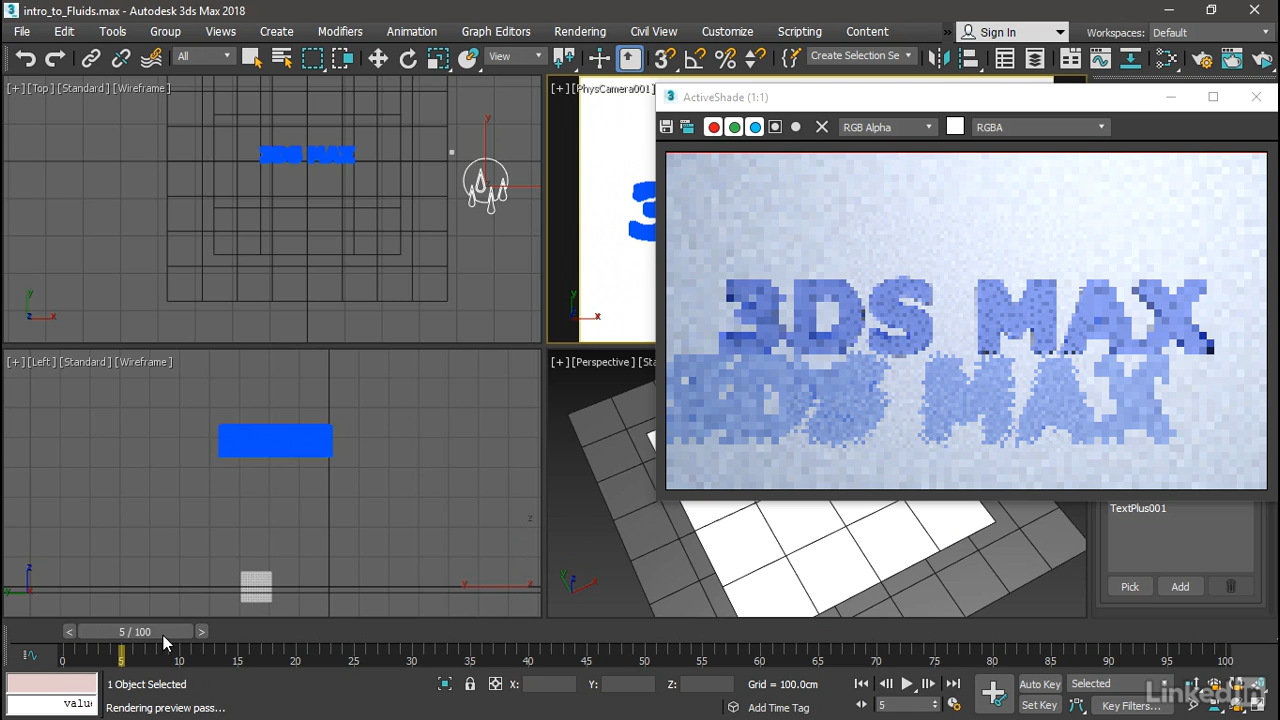 intro_to_Fluids.max - Autodesk 3ds Max 2018
File Edit Tools Group Views Create Modifiers Animation Graph Editors Rendering Civil View Customize Scripting Content » Sign In Workspaces: Default
All View Create Selection Se
[+] [Top] [Standard] [Wireframe]
[+] [PhysCamera001]
3DS MAX
y
x
ActiveShade (1:1)
RGB Alpha RGBA
3DS MAX
3DS MAX
[+] [Left] [Standard] [Wireframe]
[+] [Perspective] [Sta
z
TextPlus001
Pick Add
< 5 / 100 >
0 5 10 15 20 25 30 35 40 45 50 55 60 65 70 75 80 85 90 95 100
1 Object Selected X: Y: Z: Grid = 100.0cm Auto Key Selected
value
Rendering preview pass... Add Time Tag 5 Set Key Key Filters...
LinkedIn